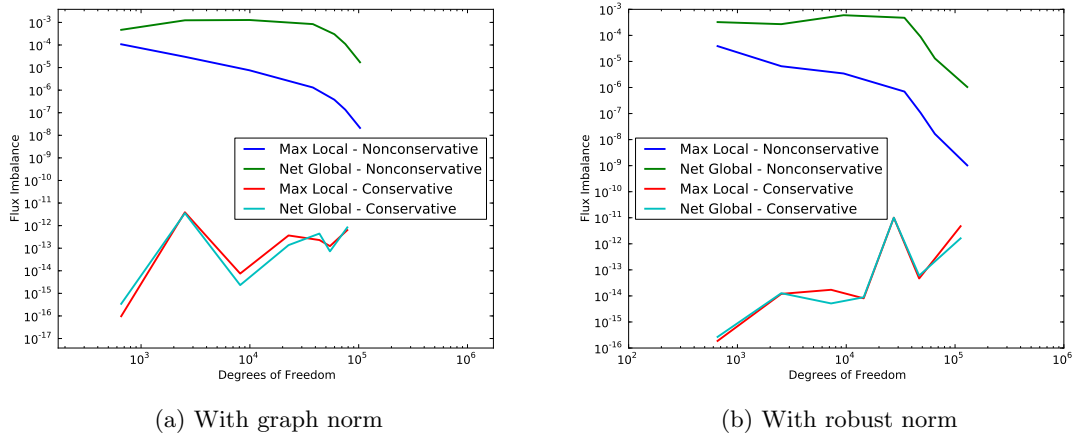 10^-3
10^-4
10^-5
10^-6
10^-7
10^-8
10^-9
10^-10
10^-11
10^-12
10^-13
10^-14
10^-15
10^-16
10^-17
Flux Imbalance
Max Local - Nonconservative
Net Global - Nonconservative
Max Local - Conservative
Net Global - Conservative
10^3 10^4 10^5 10^6
Degrees of Freedom
(a) With graph norm
10^-3
10^-4
10^-5
10^-6
10^-7
10^-8
10^-9
10^-10
10^-11
10^-12
10^-13
10^-14
10^-15
10^-16
Flux Imbalance
Max Local - Nonconservative
Net Global - Nonconservative
Max Local - Conservative
Net Global - Conservative
10^2 10^3 10^4 10^5 10^6
Degrees of Freedom
(b) With robust norm